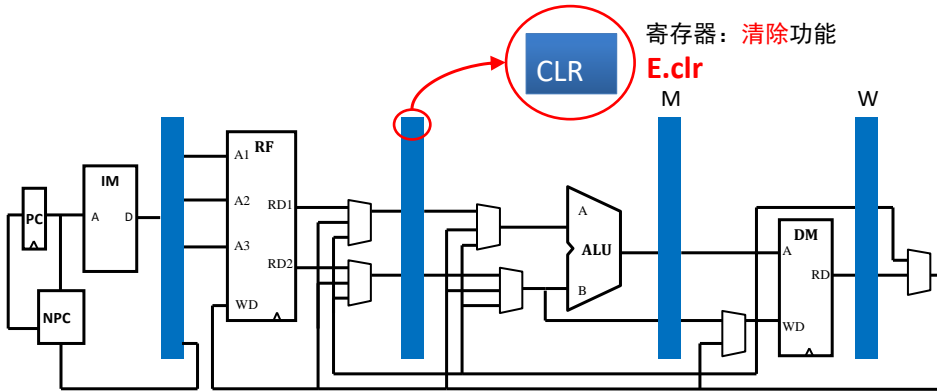 寄存器：清除功能
CLR
E.clr
M
W
RF
IM
A1
A2
A3
RD1
RD2
WD
PC
A
D
NPC
A
B
ALU
DM
A
RD
WD